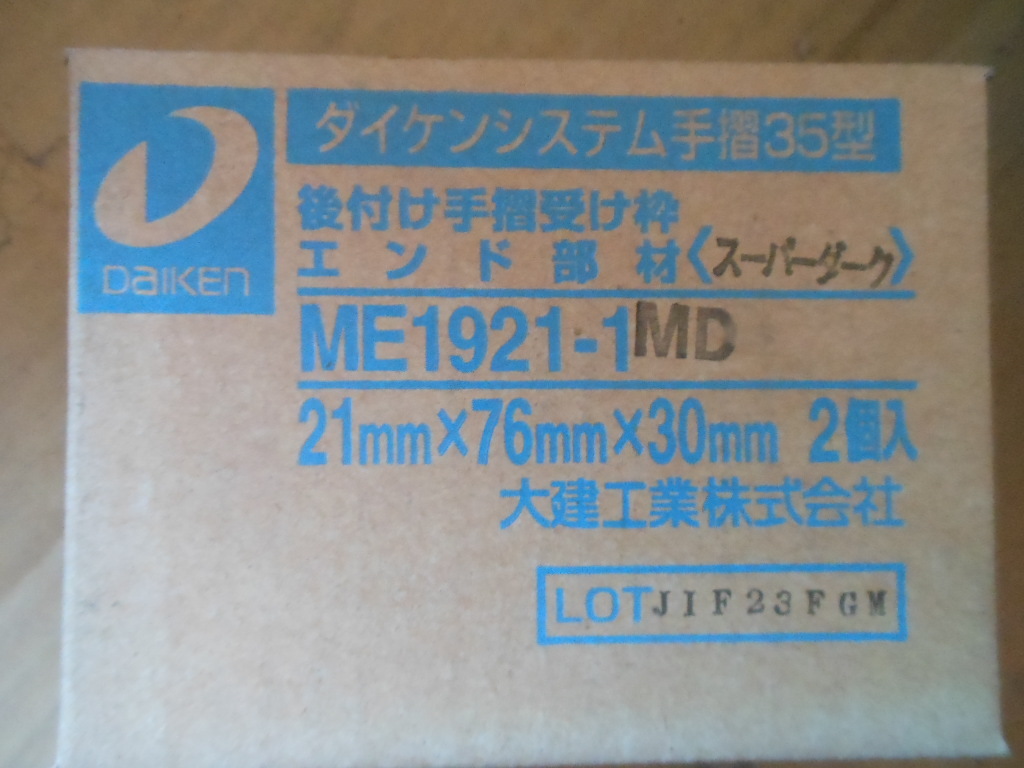 DAIKEN
ダイケンシステム手摺35型
後付け手摺受け枠
エンド部材〈スーパーダーク〉
ME1921-1MD
21mm×76mm×30mm 2個入
大建工業株式会社
LOT JIF23FGM